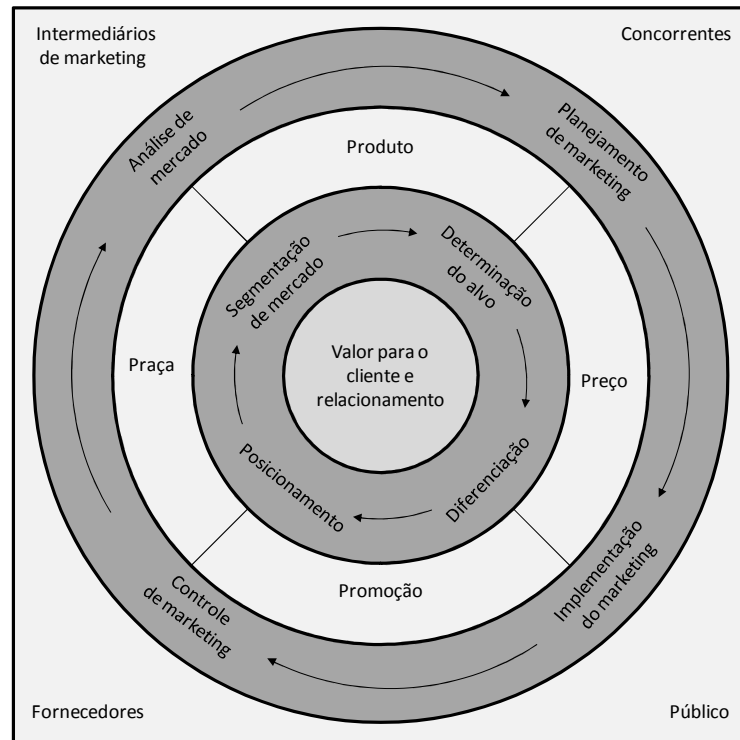 Intermediários
de marketing
Concorrentes
Análise de
mercado
Planejamento
de marketing
Produto
Segmentação
de mercado
Determinação
do alvo
Praça
Valor para o
cliente e
relacionamento
Preço
Posicionamento
Diferenciação
Controle
de marketing
Promoção
Implementação
do marketing
Fornecedores
Público